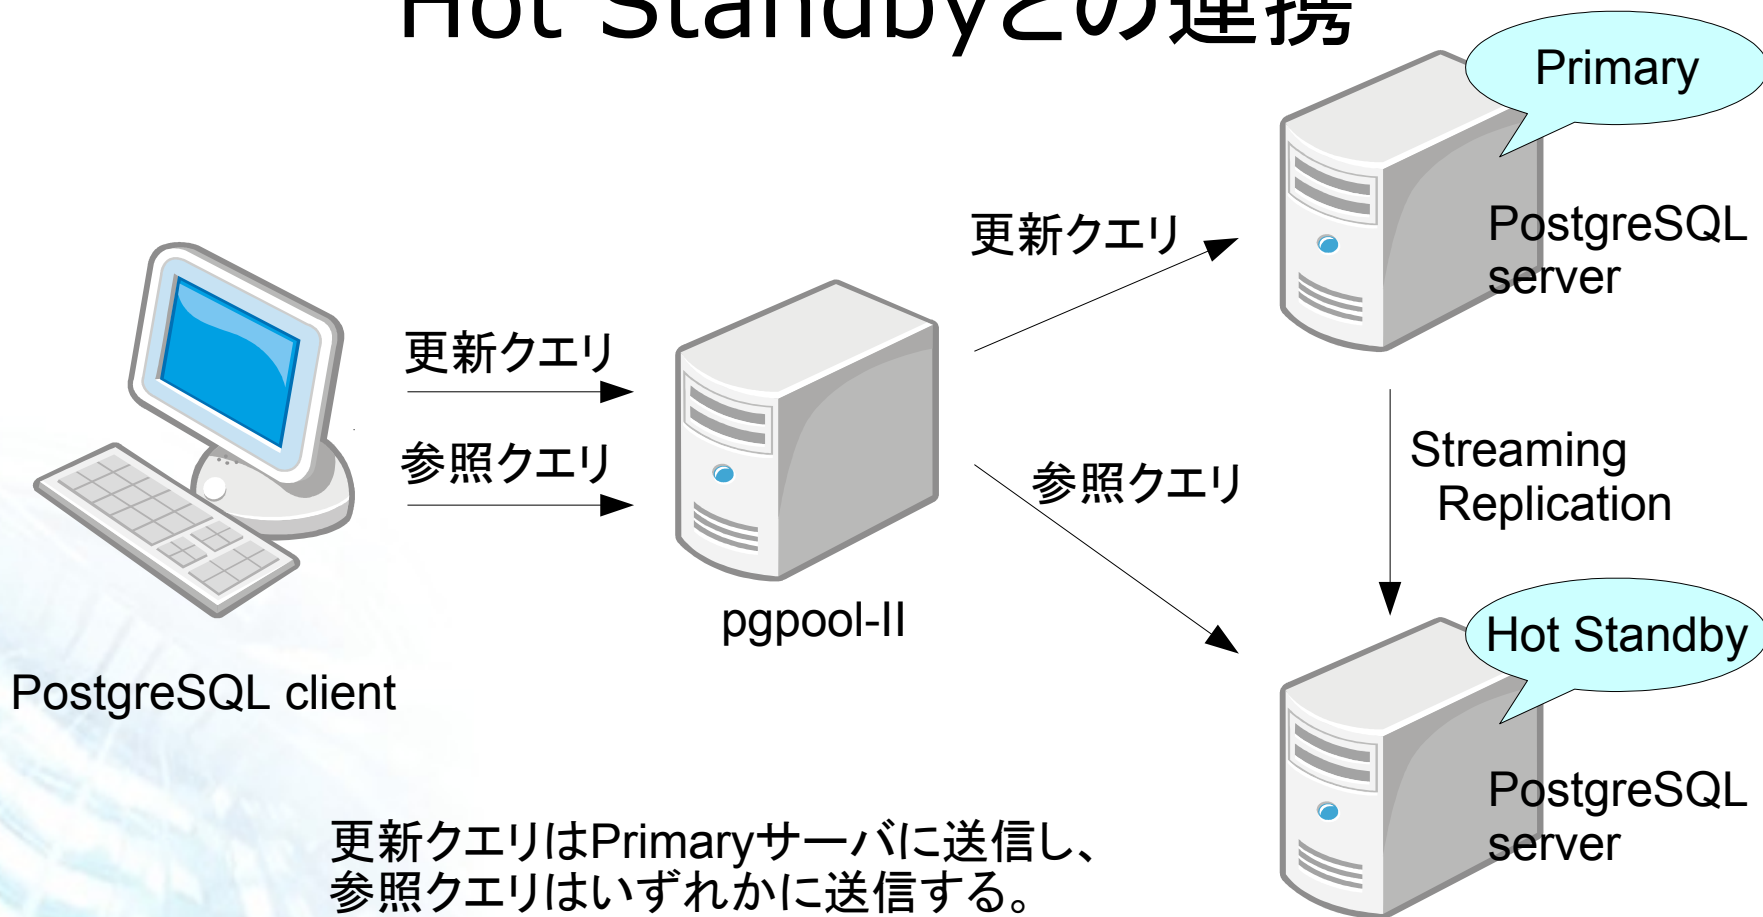 Hot Standbyとの連携
Primary
更新クエリ
PostgreSQL
server
更新クエリ
参照クエリ
参照クエリ
Streaming
Replication
pgpool-II
Hot Standby
PostgreSQL client
PostgreSQL
server
更新クエリはPrimaryサーバに送信し、
参照クエリはいずれかに送信する。